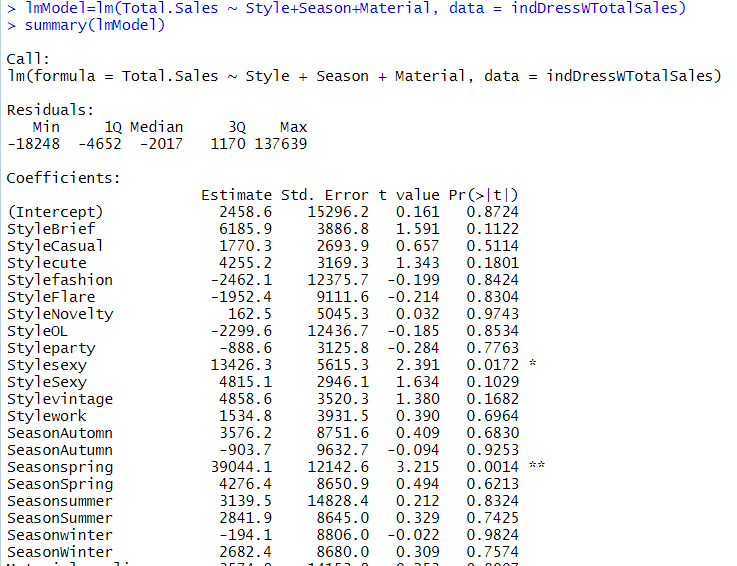 > lmModel=lm(Total.Sales ~ Style+Season+Material, data = indDressWTotalSales)
> summary(lmModel)
Call:
lm(formula = Total.Sales ~ Style + Season + Material, data = indDressWTotalSales)
Residuals:
Min 1Q Median 3Q Max
-18248 -4652 -2017 1170 137639
Coefficients:
Estimate Std. Error t value Pr(>|t|)
(Intercept) 2458.6 15296.2 0.161 0.8724
StyleBrief 6185.9 3886.8 1.591 0.1122
StyleCasual 1770.3 2693.9 0.657 0.5114
Stylecute 4255.2 3169.3 1.343 0.1801
Stylefashion -2462.1 12375.7 -0.199 0.8424
StyleFlare -1952.4 9111.6 -0.214 0.8304
StyleNovelty 162.5 5045.3 0.032 0.9743
StyleOL -2299.6 12436.7 -0.185 0.8534
Styleparty -888.6 3125.8 -0.284 0.7763
Stylesexy 13426.3 5615.3 2.391 0.0172 *
StyleSexy 4815.1 2946.1 1.634 0.1029
Stylevintage 4858.6 3520.3 1.380 0.1682
Stylework 1534.8 3931.5 0.390 0.6964
SeasonAutomn 3576.2 8751.6 0.409 0.6830
SeasonAutumn -903.7 9632.7 -0.094 0.9253
Seasonspring 39044.1 12142.6 3.215 0.0014 **
SeasonSpring 4276.4 8650.9 0.494 0.6213
Seasonsummer 3139.5 14828.4 0.212 0.8324
SeasonSummer 2841.9 8645.0 0.329 0.7425
Seasonwinter -194.1 8806.0 -0.022 0.9824
SeasonWinter 2682.4 8680.0 0.309 0.7574